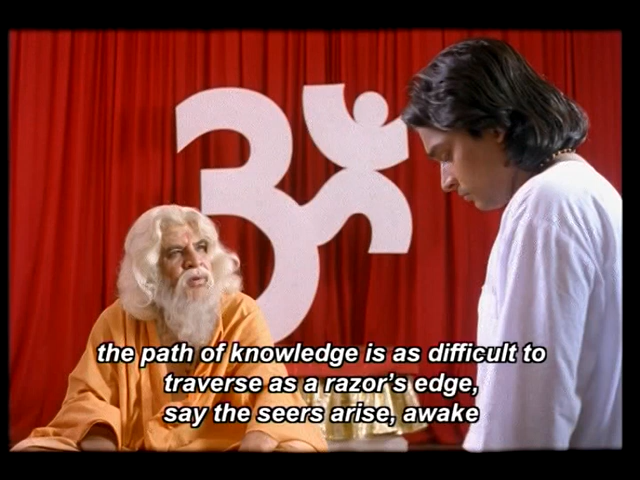 ॐ
the path of knowledge is as difficult to
traverse as a razor's edge,
say the seers arise, awake